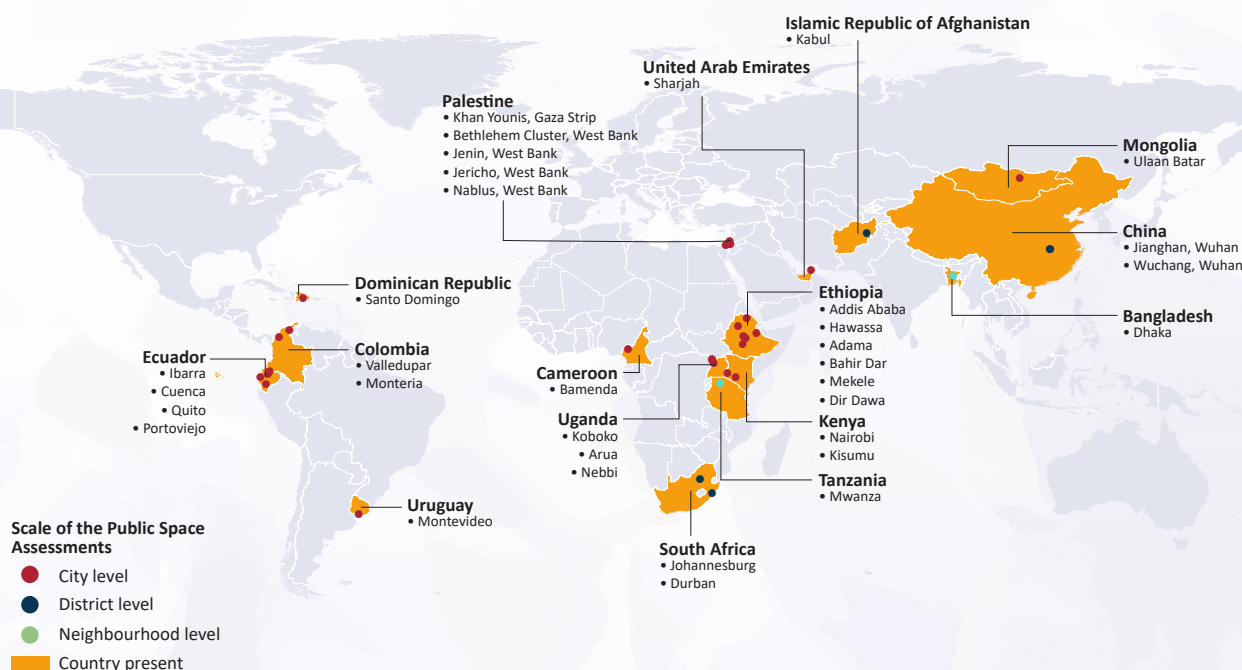 Islamic Republic of Afghanistan
• Kabul
United Arab Emirates
• Sharjah
Palestine
• Khan Younis, Gaza Strip
• Bethlehem Cluster, West Bank
• Jenin, West Bank
• Jericho, West Bank
• Nablus, West Bank
Mongolia
• Ulaan Batar
China
• Jianghan, Wuhan
• Wuchang, Wuhan
Bangladesh
• Dhaka
Dominican Republic
• Santo Domingo
Ecuador
• Ibarra
• Cuenca
• Quito
• Portoviejo
Colombia
• Valledupar
• Monteria
Cameroon
• Bamenda
Ethiopia
• Addis Ababa
• Hawassa
• Adama
• Bahir Dar
• Mekele
• Dir Dawa
Uganda
• Koboko
• Arua
• Nebbi
Kenya
• Nairobi
• Kisumu
Tanzania
• Mwanza
Uruguay
• Montevideo
South Africa
• Johannesburg
• Durban
Scale of the Public Space
Assessments
City level
District level
Neighbourhood level
Country present